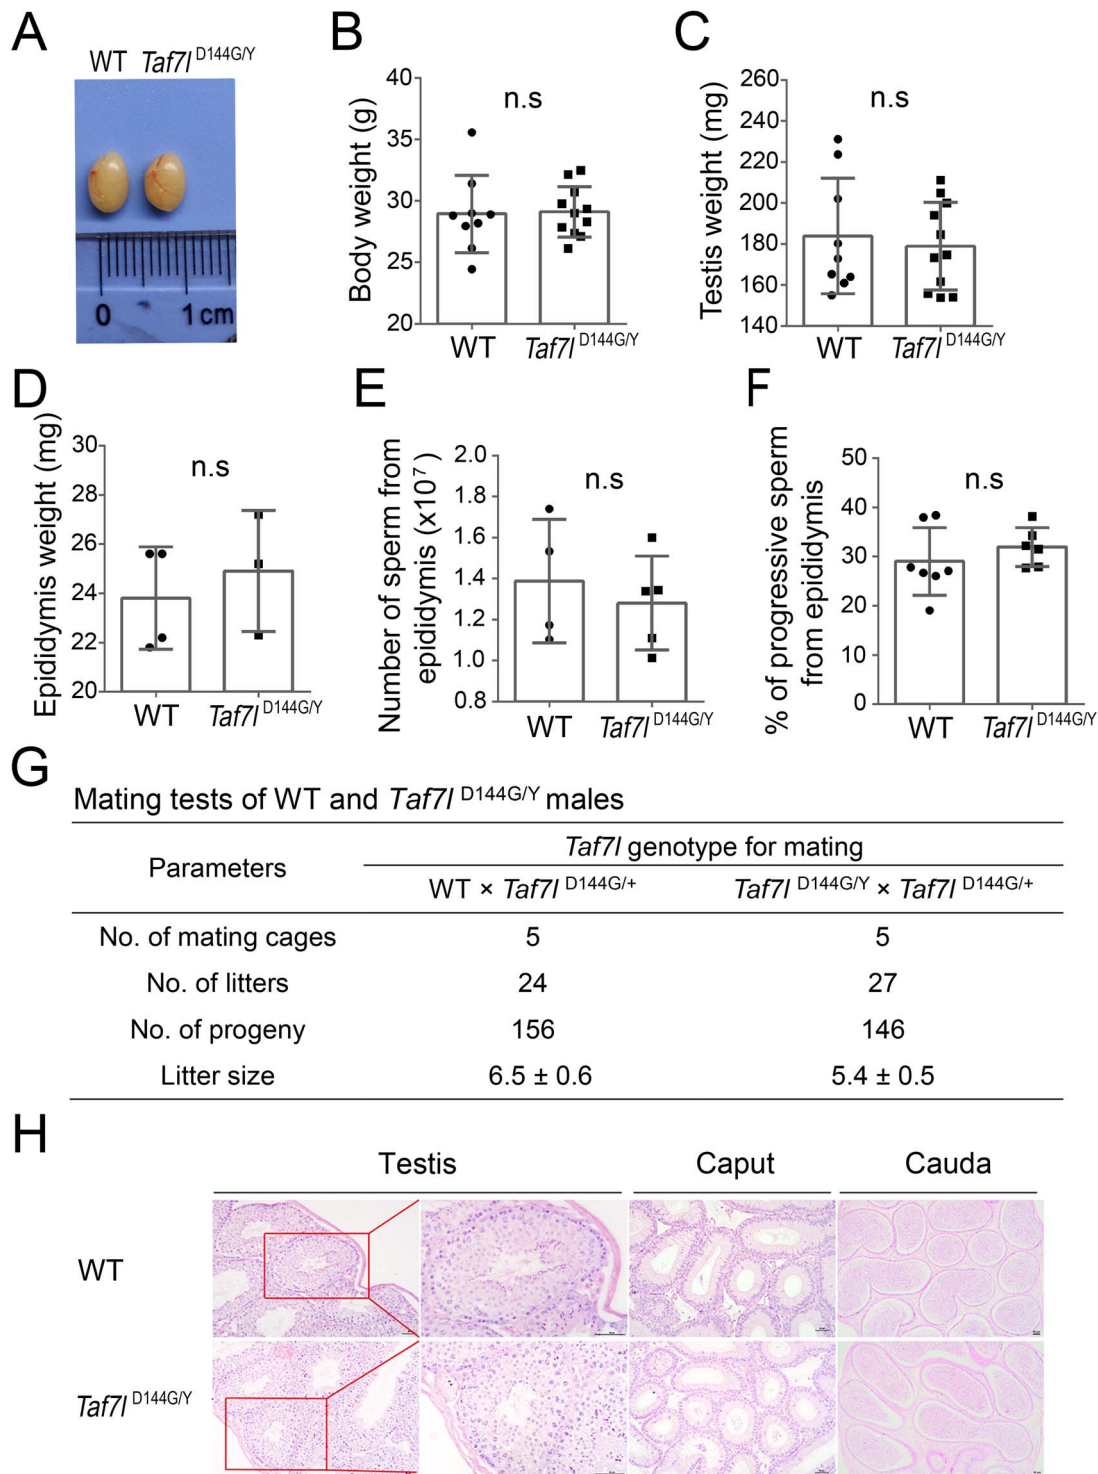 A
WT Taf7l D144G/Y
0 1cm
B
Body weight (g)
40
35
30
25
20
n.s
WT Taf7l D144G/Y
C
Testis weight (mg)
260
240
220
200
180
160
140
n.s
WT Taf7l D144G/Y
D
Epididymis weight (mg)
30
28
26
24
22
20
n.s
WT Taf7l D144G/Y
E
Number of sperm from
epididymis (x10⁷ )
2.0
1.8
1.6
1.4
1.2
1.0
0.8
n.s
WT Taf7l D144G/Y
F
% of progressive sperm
from epididymis
50
40
30
20
10
0
n.s
WT Taf7l D144G/Y
G
Mating tests of WT and Taf7l D144G/Y males
Parameters
Taf7l genotype for mating
WT × Taf7l D144G/+ Taf7l D144G/Y × Taf7l D144G/+
No. of mating cages 5 5
No. of litters 24 27
No. of progeny 156 146
Litter size 6.5 ± 0.6 5.4 ± 0.5
H
Testis Caput Cauda
WT
Taf7l D144G/Y